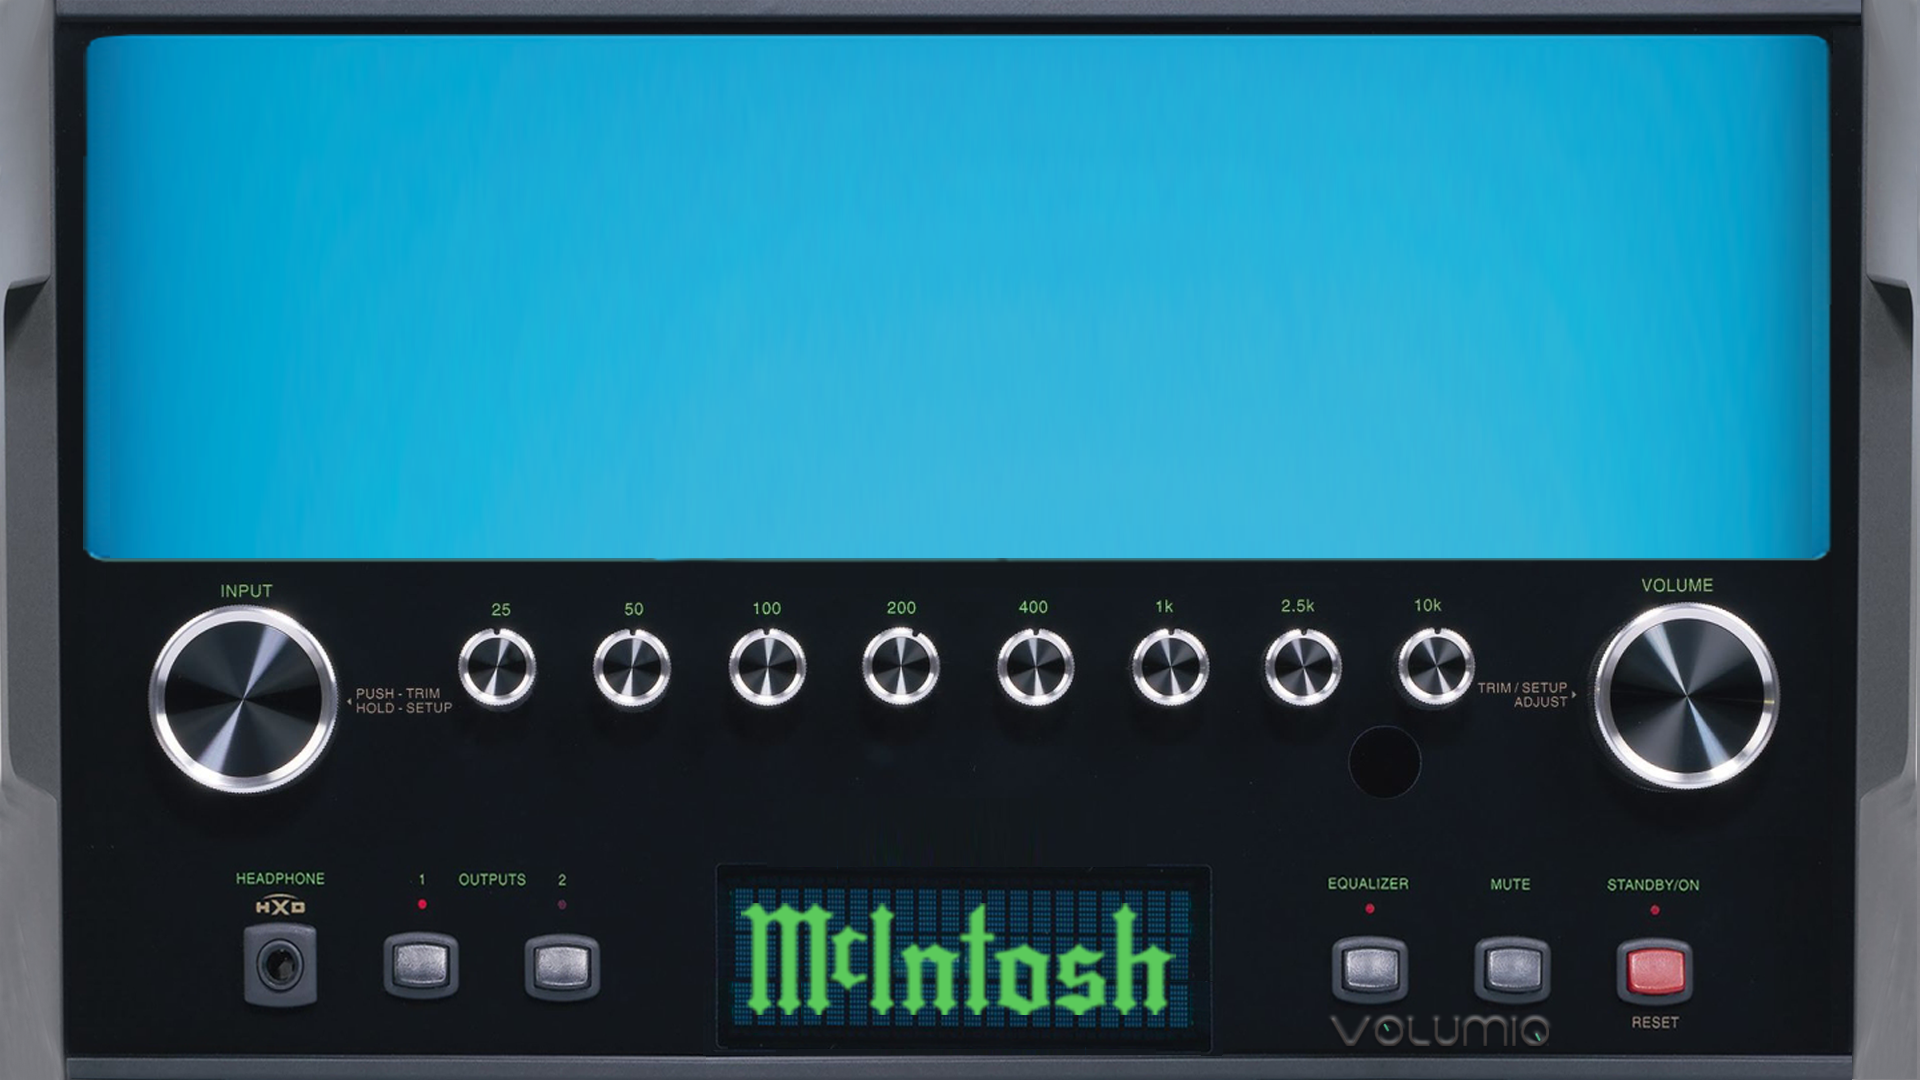 INPUT
VOLUME
25
50
100
200
400
1k
2.5k
10k
PUSH - TRIM
HOLD - SETUP
TRIM / SETUP
ADJUST
HEADPHONE
HXD
1
OUTPUTS
2
EQUALIZER
MUTE
STANDBY/ON
McIntosh
VOLUMIO
RESET